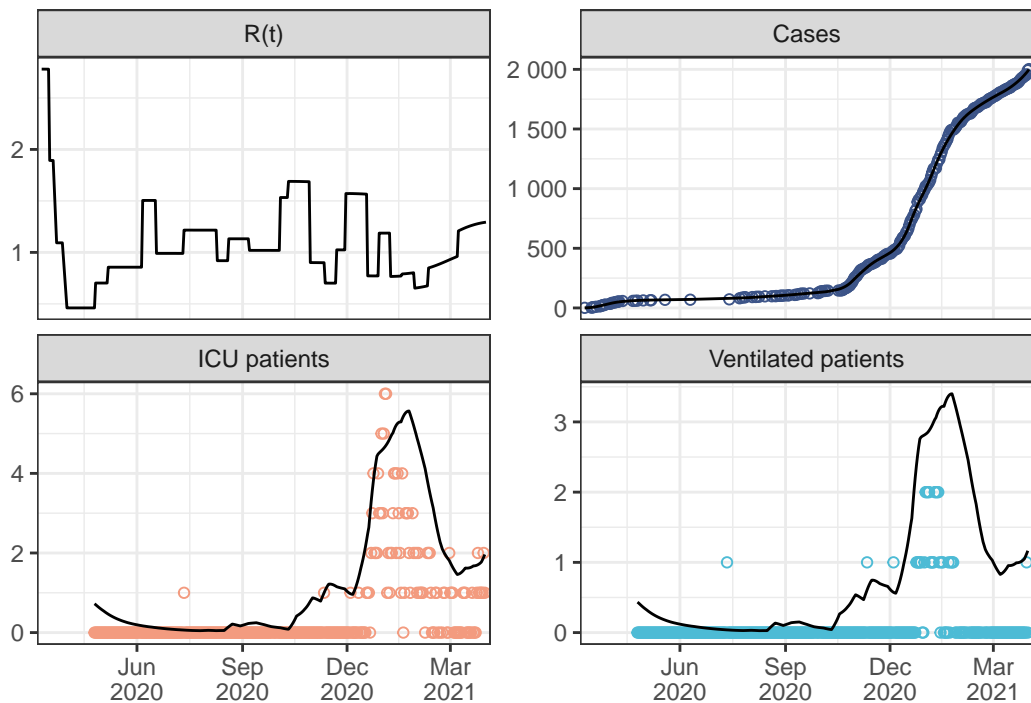 R(t)
Cases
2
1
2 000
1 500
1 000
500
0
ICU patients
Ventilated patients
6
4
2
0
3
2
1
0
Jun Sep Dec Mar
2020 2020 2020 2021
Jun Sep Dec Mar
2020 2020 2020 2021